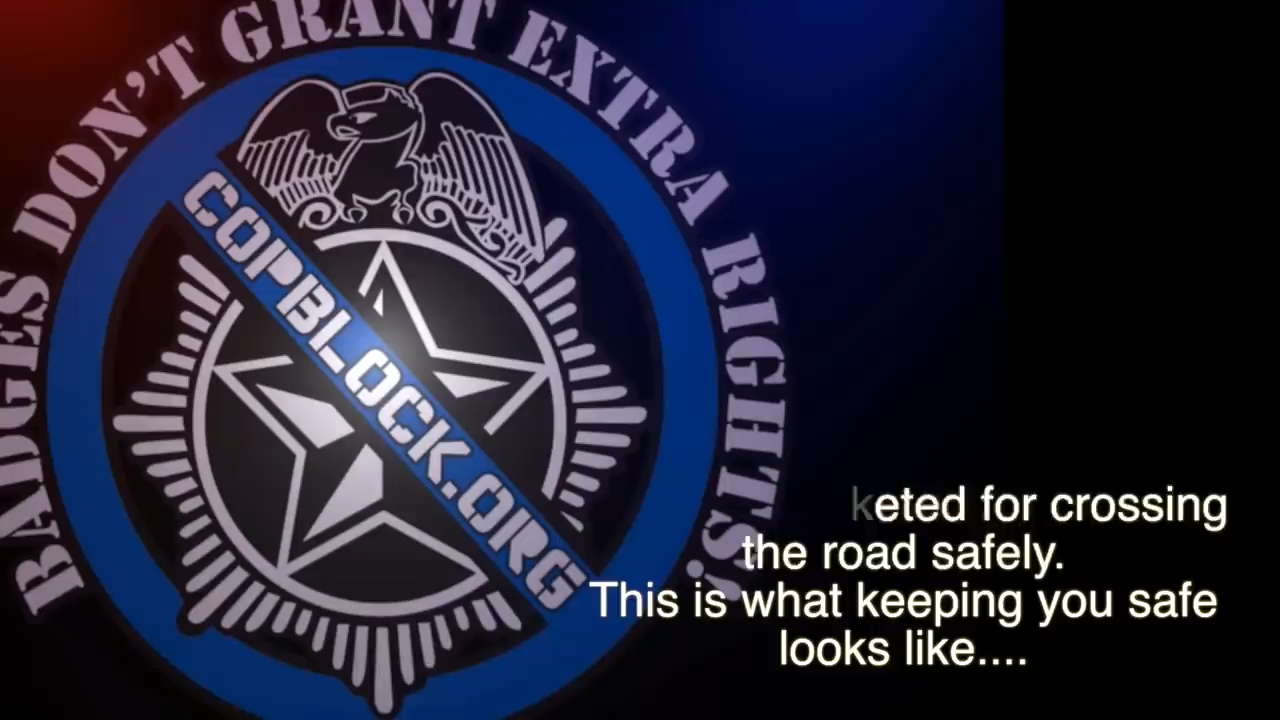 BADGES DON'T GRANT EXTRA RIGHTS!
COPBLOCK.ORG
keted for crossing
the road safely.
This is what keeping you safe
looks like....